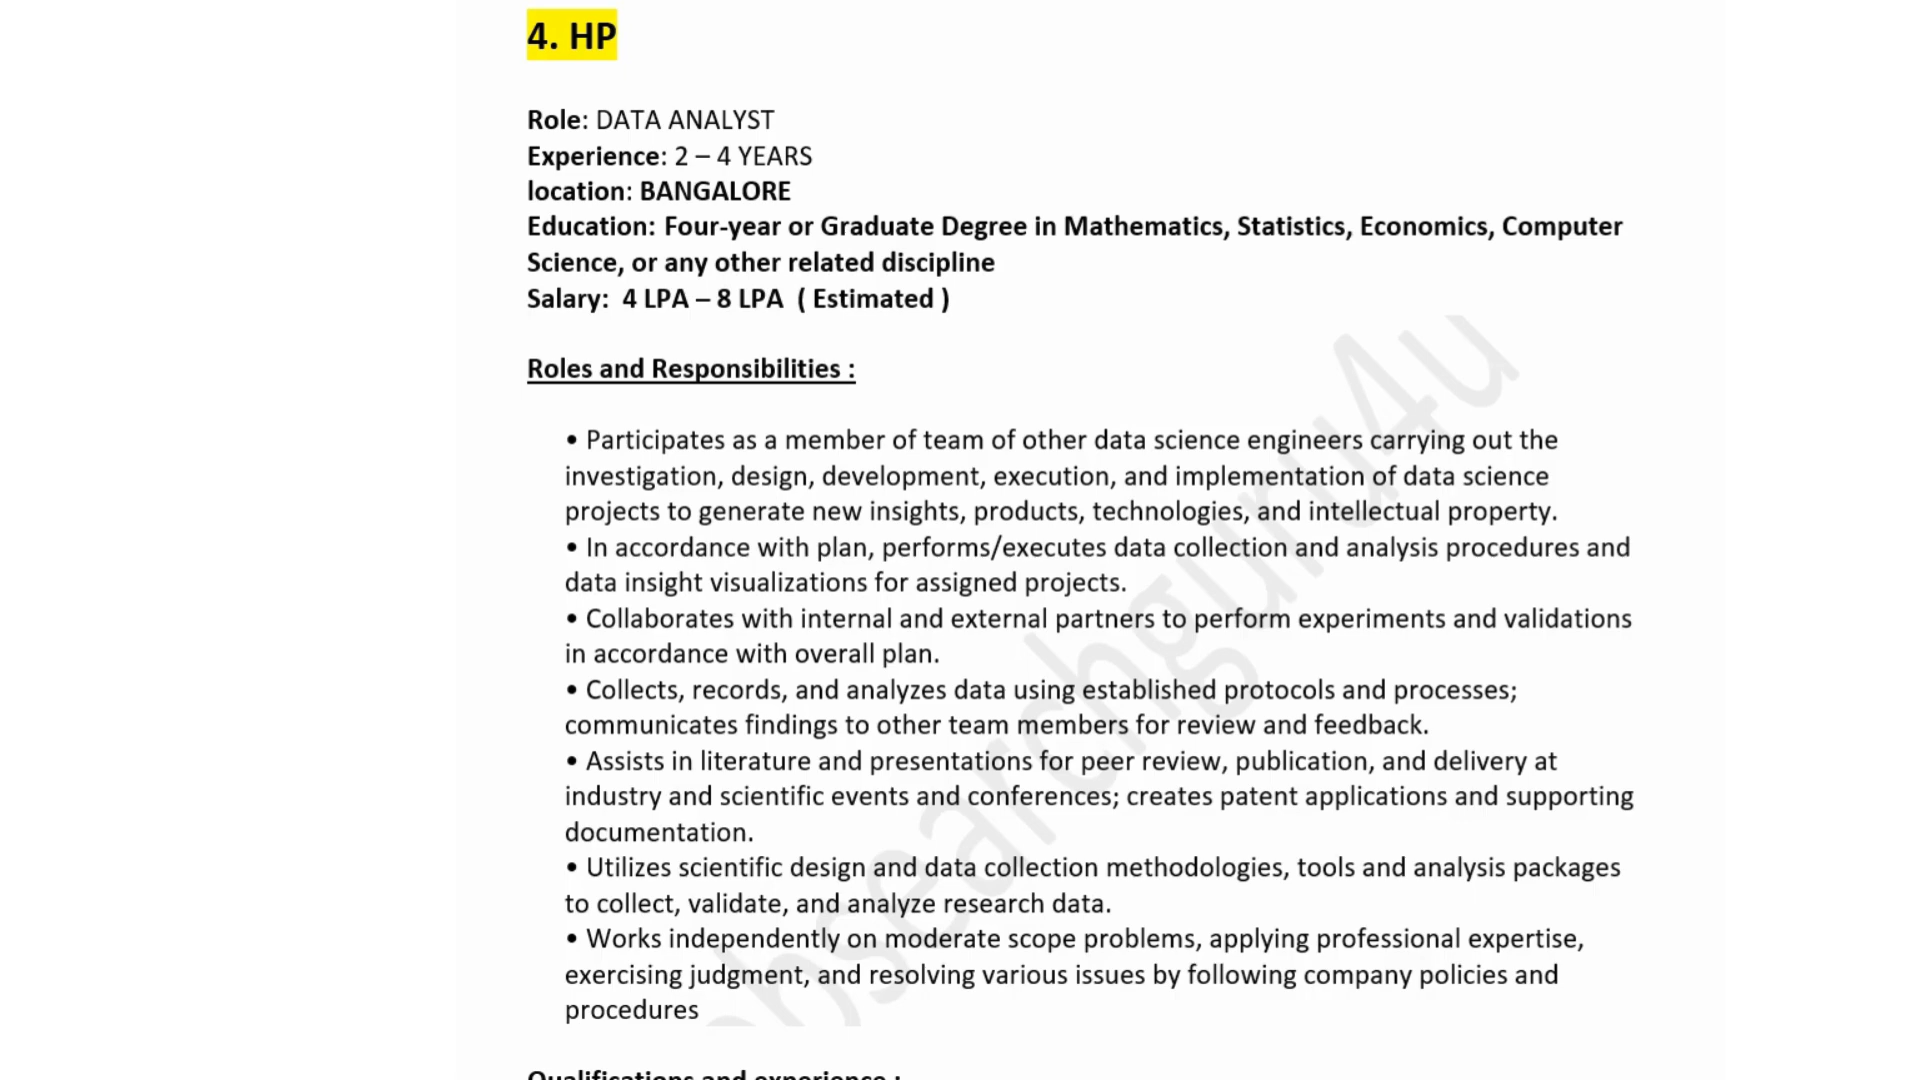 4. HP
Role: DATA ANALYST
Experience: 2 – 4 YEARS
location: BANGALORE
Education: Four-year or Graduate Degree in Mathematics, Statistics, Economics, Computer
Science, or any other related discipline
Salary:  4 LPA – 8 LPA  ( Estimated )
Roles and Responsibilities :
• Participates as a member of team of other data science engineers carrying out the
investigation, design, development, execution, and implementation of data science
projects to generate new insights, products, technologies, and intellectual property.
• In accordance with plan, performs/executes data collection and analysis procedures and
data insight visualizations for assigned projects.
• Collaborates with internal and external partners to perform experiments and validations
in accordance with overall plan.
• Collects, records, and analyzes data using established protocols and processes;
communicates findings to other team members for review and feedback.
• Assists in literature and presentations for peer review, publication, and delivery at
industry and scientific events and conferences; creates patent applications and supporting
documentation.
• Utilizes scientific design and data collection methodologies, tools and analysis packages
to collect, validate, and analyze research data.
• Works independently on moderate scope problems, applying professional expertise,
exercising judgment, and resolving various issues by following company policies and
procedures
Qualifications and experience :